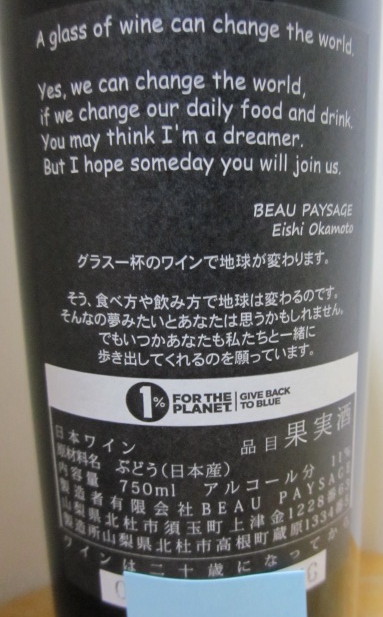 A glass of wine can change the world.
Yes, we can change the world,
if we change our daily food and drink.
You may think I'm a dreamer.
But I hope someday you will join us.
BEAU PAYSAGE
Eishi Okamoto
グラス一杯のワインで地球が変わります。
そう、食べ方や飲み方で地球は変わるのです。
そんなの夢みたいとあなたは思うかもしれません。
でもいつかあなたも私たちと一緒に
歩き出してくれるのを願っています。
1% FOR THE PLANET GIVE BACK TO BLUE
日本ワイン 品目 果実酒
原材料名 ぶどう(日本産)
内容量 750ml アルコール分 11%
製造者 有限会社BEAU PAYSAGE
山梨県北杜市須玉町上津金1228番
製造所山梨県北杜市高根町蔵原1334番
ワインは二十歳になってから